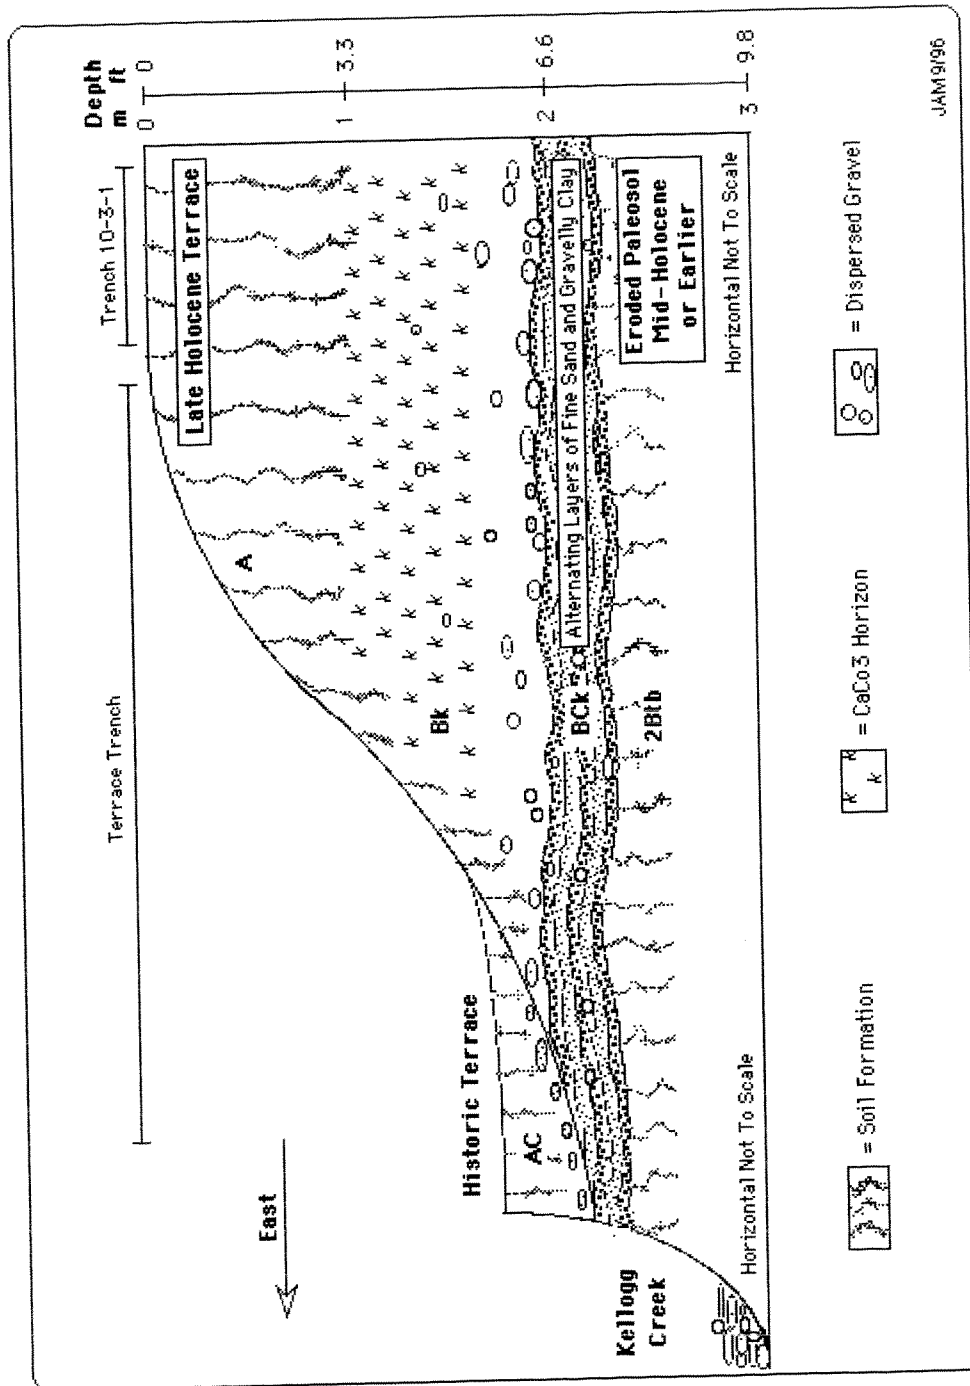 Depth
m ft
0 0
1 3.3
2 6.6
3 9.8
Terrace Trench
Trench 10-3-1
Late Holocene Terrace
A
Bk
East
Historic Terrace
AC
BCk
Alternating Layers of Fine Sand and Gravelly Clay
2Btb
Eroded Paleosol
Mid-Holocene
or Earlier
Kellogg
Creek
Horizontal Not To Scale
Horizontal Not To Scale
k k k k k k k k k k k
k k k k k k k k k k k
k k k k k k k k k k k
k k k k k k k k k k k
k k k k k k k k k k k
= Soil Formation
k k
k
= CaCo3 Horizon
= Dispersed Gravel
JAM9/96